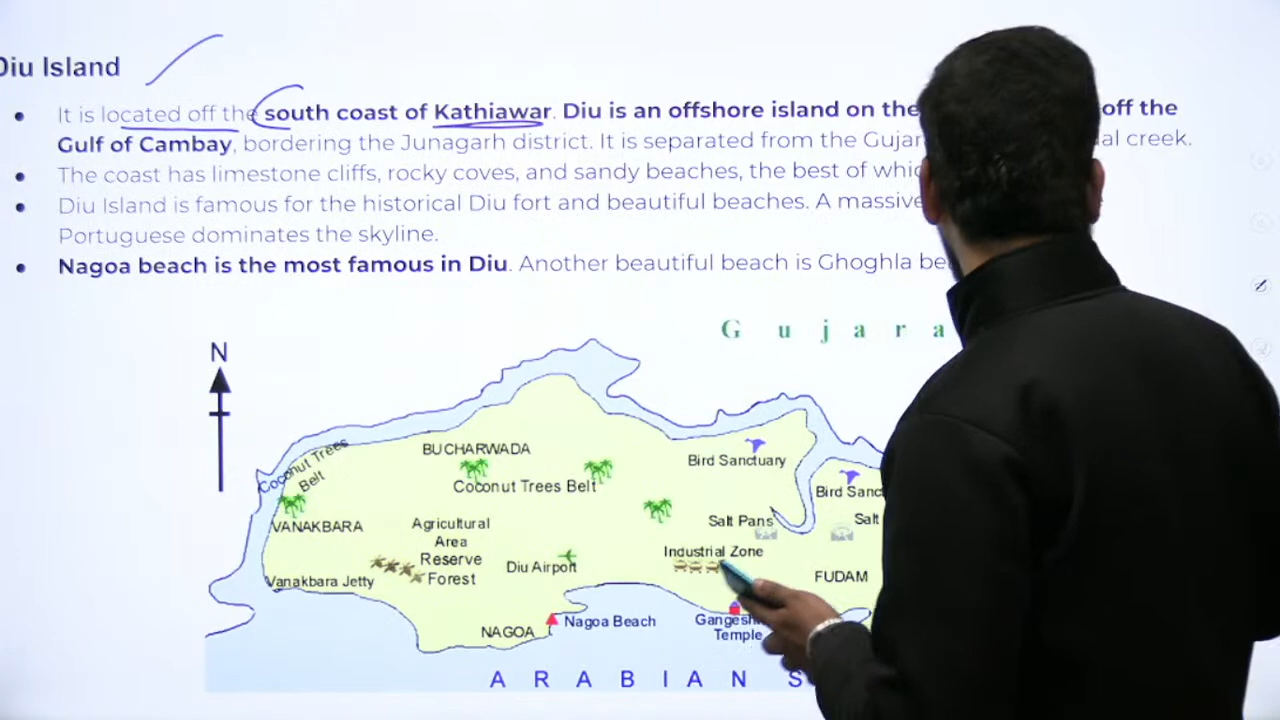 Diu Island
It is located off the south coast of Kathiawar. Diu is an offshore island on the off the
Gulf of Cambay, bordering the Junagarh district. It is separated from the creek.
The coast has limestone cliffs, rocky coves, and sandy beaches, the best of
Diu Island is famous for the historical Diu fort and beautiful beaches. A massive
Portuguese dominates the skyline.
Nagoa beach is the most famous in Diu. Another beautiful beach is Ghoghla
N
BUCHARWADA
Coconut Trees Belt
Coconut Trees
Belt
Bird Sanctuary
Bird
VANAKBARA
Agricultural
Area
Reserve
Forest
Salt Pans
Salt
Industrial Zone
Diu Airport
Vanakbara Jetty
FUDAM
NAGOA
Nagoa Beach
Temple
ARABIAN